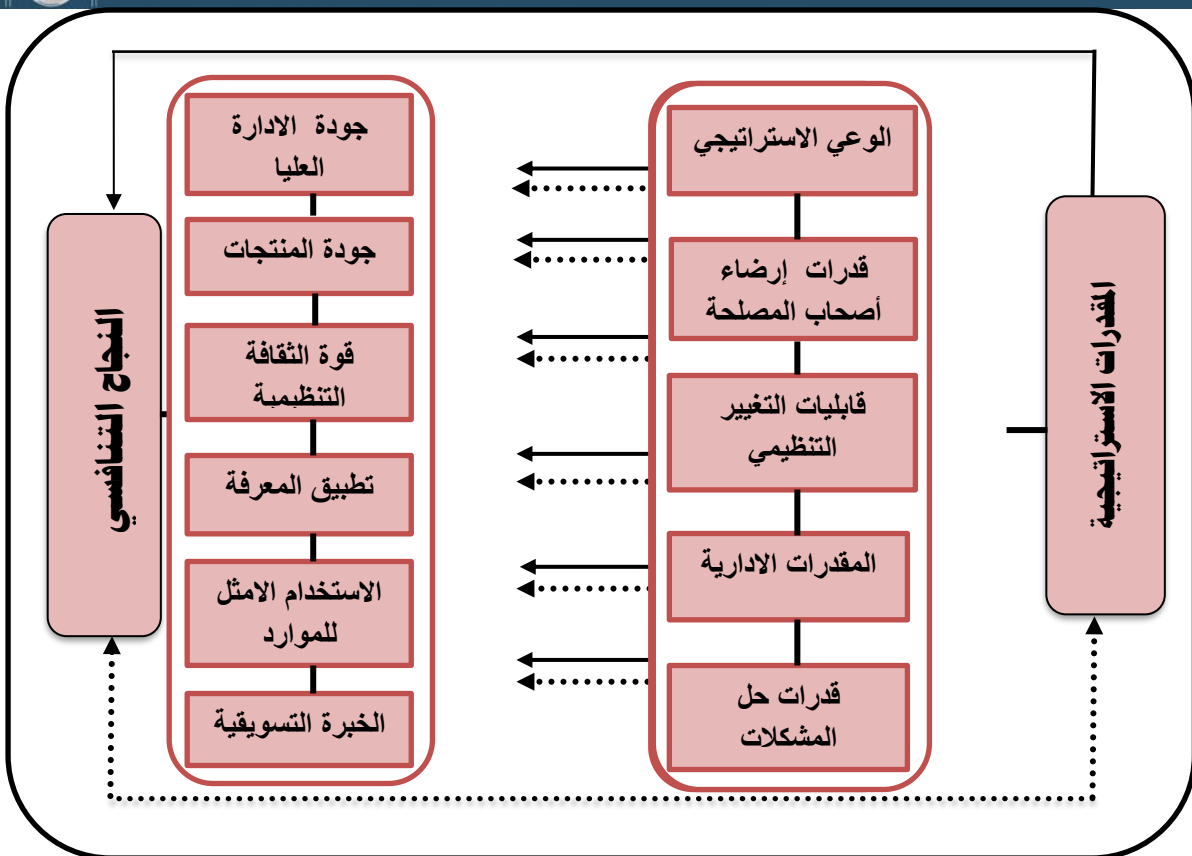 المقدرات الاستراتيجية
الوعي الاستراتيجي
قدرات إرضاء
أصحاب المصلحة
قابليات التغيير
التنظيمي
المقدرات الادارية
قدرات حل
المشكلات
جودة الادارة
العليا
جودة المنتجات
قوة الثقافة
التنظيمية
تطبيق المعرفة
الاستخدام الامثل
للموارد
الخبرة التسويقية
النجاح التنافسي